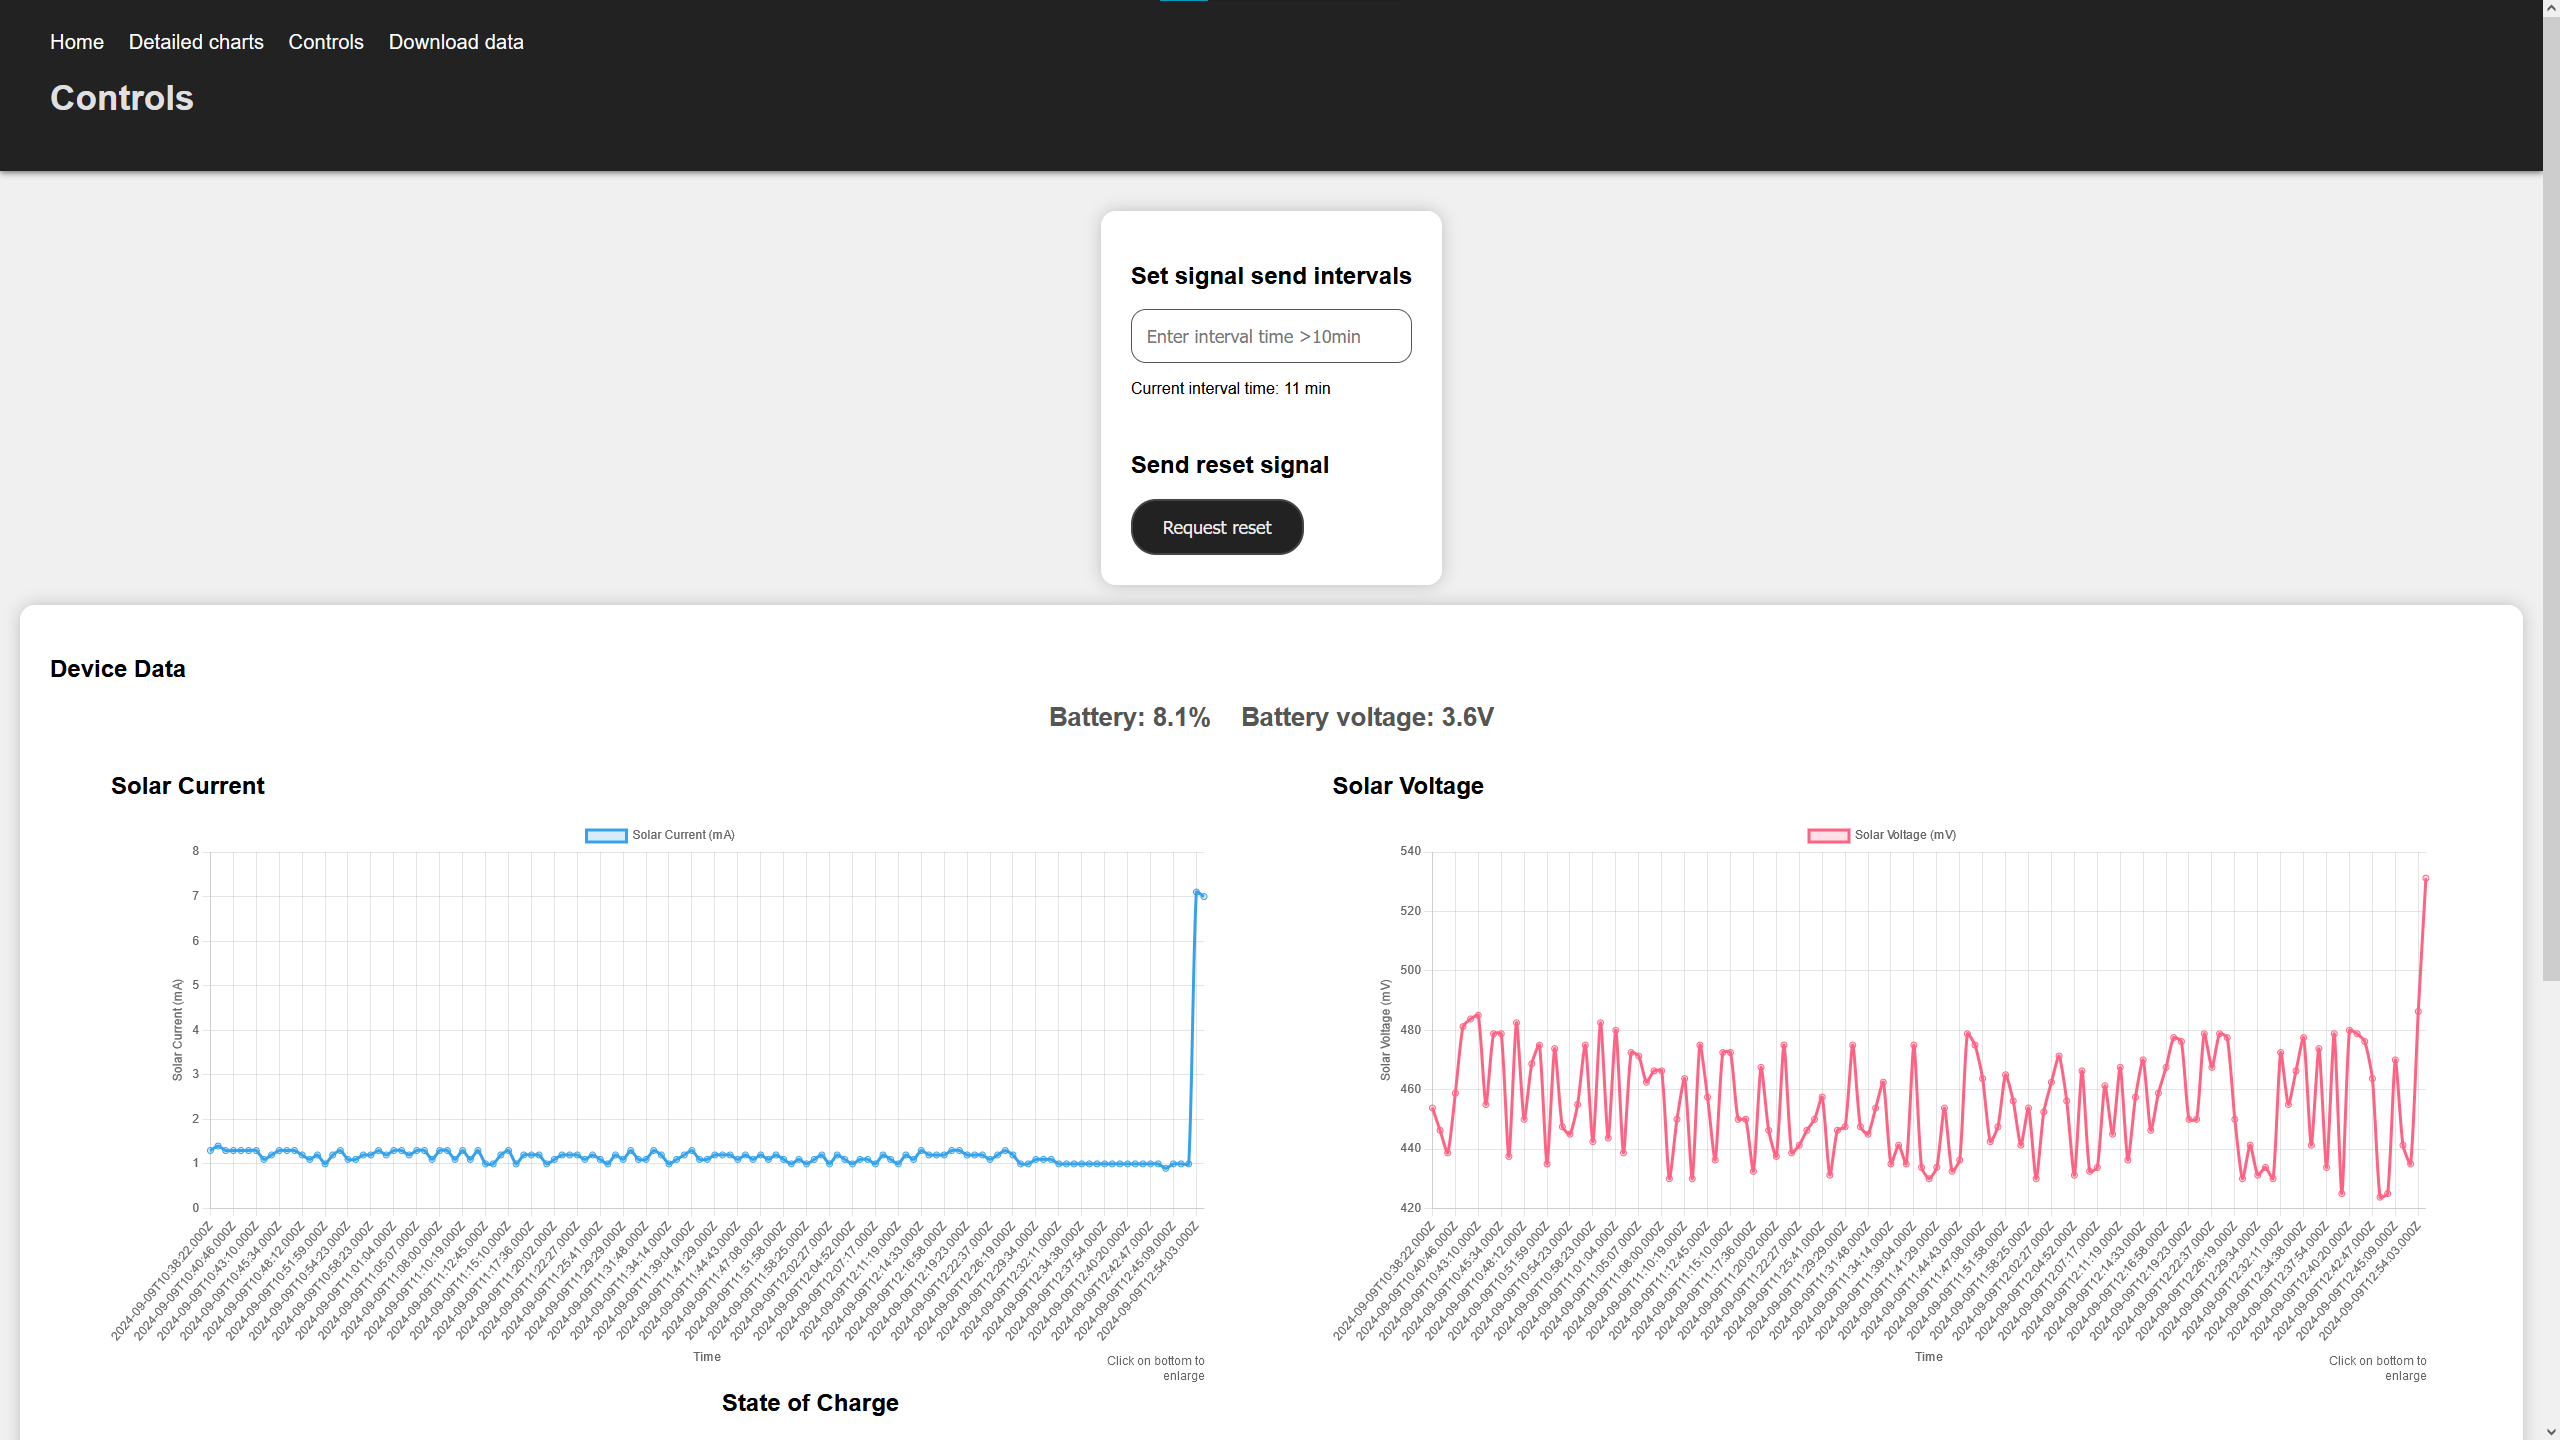 Home Detailed charts Controls Download data
Controls
Set signal send intervals
Enter interval time >10min
Current interval time: 11 min
Send reset signal
Request reset
Device Data
Battery: 8.1% Battery voltage: 3.6V
Solar Current
Solar Current (mA)
8
7
6
5
4
3
2
1
0
Solar Current (mA)
2024-09-09T10:38:22.000Z
2024-09-09T10:40:46.000Z
2024-09-09T10:43:10.000Z
2024-09-09T10:45:34.000Z
2024-09-09T10:48:12.000Z
2024-09-09T10:51:59.000Z
2024-09-09T10:54:23.000Z
2024-09-09T10:58:23.000Z
2024-09-09T11:01:04.000Z
2024-09-09T11:05:07.000Z
2024-09-09T11:08:00.000Z
2024-09-09T11:10:19.000Z
2024-09-09T11:12:45.000Z
2024-09-09T11:15:10.000Z
2024-09-09T11:17:36.000Z
2024-09-09T11:20:02.000Z
2024-09-09T11:22:27.000Z
2024-09-09T11:25:41.000Z
2024-09-09T11:29:29.000Z
2024-09-09T11:31:48.000Z
2024-09-09T11:34:14.000Z
2024-09-09T11:39:04.000Z
2024-09-09T11:41:29.000Z
2024-09-09T11:44:43.000Z
2024-09-09T11:47:08.000Z
2024-09-09T11:51:58.000Z
2024-09-09T11:58:25.000Z
2024-09-09T12:02:27.000Z
2024-09-09T12:04:52.000Z
2024-09-09T12:07:17.000Z
2024-09-09T12:11:19.000Z
2024-09-09T12:14:33.000Z
2024-09-09T12:16:58.000Z
2024-09-09T12:19:23.000Z
2024-09-09T12:22:37.000Z
2024-09-09T12:26:19.000Z
2024-09-09T12:29:34.000Z
2024-09-09T12:32:11.000Z
2024-09-09T12:34:38.000Z
2024-09-09T12:37:54.000Z
2024-09-09T12:40:20.000Z
2024-09-09T12:42:47.000Z
2024-09-09T12:45:09.000Z
2024-09-09T12:54:03.000Z
Time
Click on bottom to
enlarge
Solar Voltage
Solar Voltage (mV)
540
520
500
480
460
440
420
Solar Voltage (mV)
2024-09-09T10:38:22.000Z
2024-09-09T10:40:46.000Z
2024-09-09T10:43:10.000Z
2024-09-09T10:45:34.000Z
2024-09-09T10:48:12.000Z
2024-09-09T10:51:59.000Z
2024-09-09T10:54:23.000Z
2024-09-09T10:58:23.000Z
2024-09-09T11:01:04.000Z
2024-09-09T11:05:07.000Z
2024-09-09T11:08:00.000Z
2024-09-09T11:10:19.000Z
2024-09-09T11:12:45.000Z
2024-09-09T11:15:10.000Z
2024-09-09T11:17:36.000Z
2024-09-09T11:20:02.000Z
2024-09-09T11:22:27.000Z
2024-09-09T11:25:41.000Z
2024-09-09T11:29:29.000Z
2024-09-09T11:31:48.000Z
2024-09-09T11:34:14.000Z
2024-09-09T11:39:04.000Z
2024-09-09T11:41:29.000Z
2024-09-09T11:44:43.000Z
2024-09-09T11:47:08.000Z
2024-09-09T11:51:58.000Z
2024-09-09T11:58:25.000Z
2024-09-09T12:02:27.000Z
2024-09-09T12:04:52.000Z
2024-09-09T12:07:17.000Z
2024-09-09T12:11:19.000Z
2024-09-09T12:14:33.000Z
2024-09-09T12:16:58.000Z
2024-09-09T12:19:23.000Z
2024-09-09T12:22:37.000Z
2024-09-09T12:26:19.000Z
2024-09-09T12:29:34.000Z
2024-09-09T12:32:11.000Z
2024-09-09T12:34:38.000Z
2024-09-09T12:37:54.000Z
2024-09-09T12:40:20.000Z
2024-09-09T12:42:47.000Z
2024-09-09T12:45:09.000Z
2024-09-09T12:54:03.000Z
Time
Click on bottom to
enlarge
State of Charge